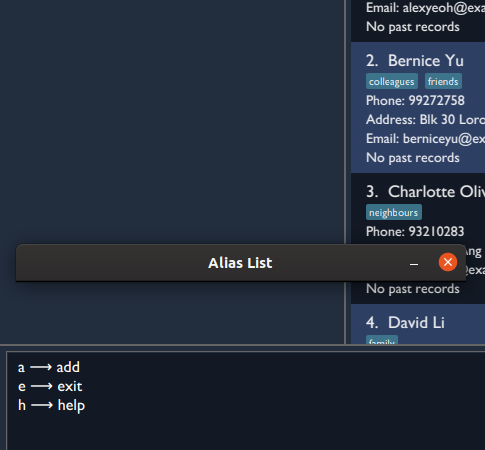 Email: alexyeoh@exa
No past records
2. Bernice Yu
colleagues friends
Phone: 99272758
Address: Blk 30 Loro
Email: berniceyu@ex
No past records
3. Charlotte Oliv
neighbours
Phone: 93210283
Ang
@exa
No past records
4. David Li
family
Alias List
a ⟶ add
e ⟶ exit
h ⟶ help